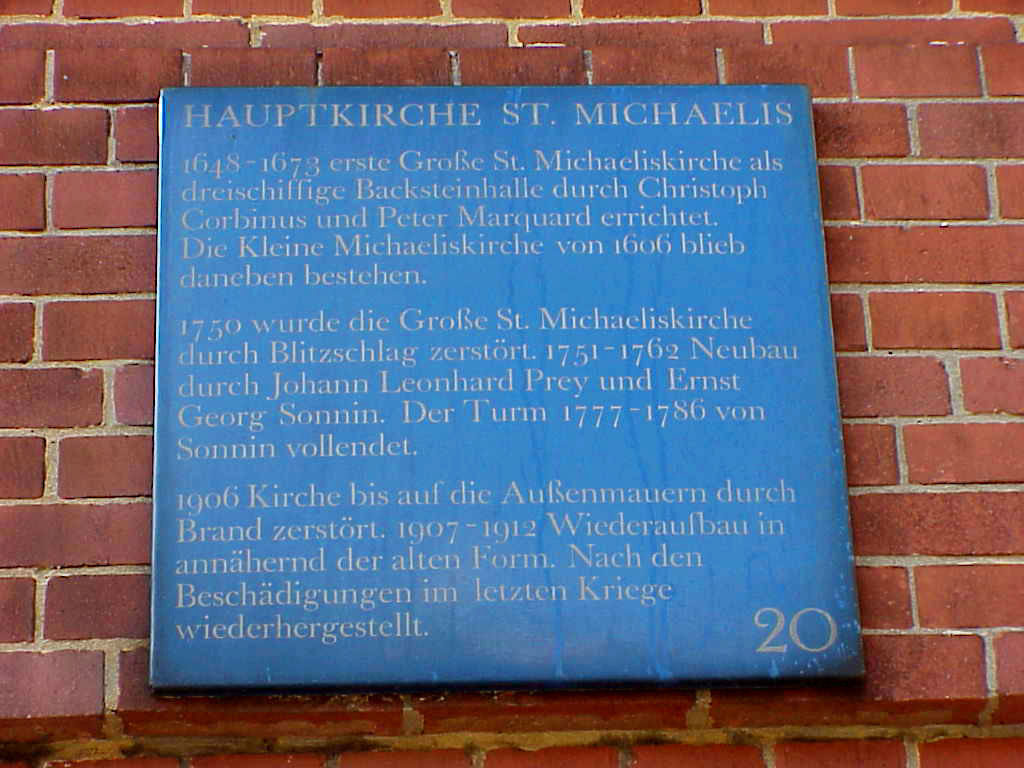 HAUPTKIRCHE ST. MICHAELIS
1648-1673 erste Große St. Michaeliskirche als
dreischiffige Backsteinhalle durch Christoph
Corbinus und Peter Marquard errichtet.
Die Kleine Michaeliskirche von 1606 blieb
daneben bestehen.
1750 wurde die Große St. Michaeliskirche
durch Blitzschlag zerstört. 1751-1762 Neubau
durch Johann Leonhard Prey und Ernst
Georg Sonnin. Der Turm 1777-1786 von
Sonnin vollendet.
1906 Kirche bis auf die Außenmauern durch
Brand zerstört. 1907-1912 Wiederaufbau in
annähernd der alten Form. Nach den
Beschädigungen im letzten Kriege
wiederhergestellt.
20